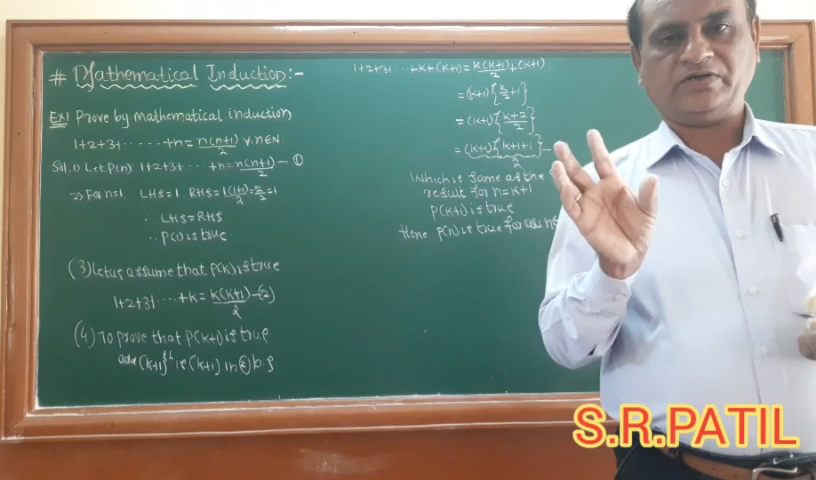 # Mathematical Induction:-
Ex1 Prove by mathematical induction
1+2+3+ ...... +n = n(n+1)/2 ∀ n∈N
Sol. 1) Let P(n): 1+2+3+ ... +n = n(n+1)/2 — ①
2) For n=1. LHS=1. RHS = 1(1+1)/2 = 2/2 = 1
∴ LHS=RHS
∴ P(1) is true
(3) let us assume that P(k) is true
1+2+3+ ..... +k = k(k+1)/2 — (2)
(4) To prove that P(k+1) is true
add (k+1)th ie (k+1) in ② b.s
1+2+3+ ... +k+(k+1) = k(k+1)/2 + (k+1)
= (k+1) { k/2 + 1 }
= (k+1) { k+2/2 }
= (k+1) { k+1+1 }/2
Which is same as the
result for n=k+1
P(k+1) is true
Hence P(n) is true for all n∈
S.R.PATIL